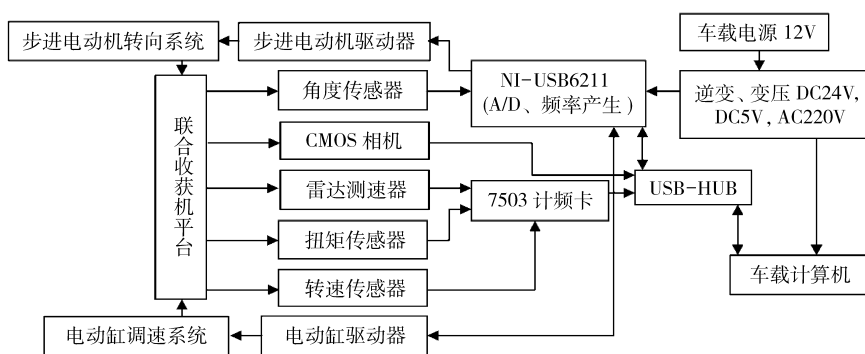 步进电动机转向系统
步进电动机驱动器
车载电源 12V
角度传感器
NI-USB6211
(A/D、频率产生)
逆变、变压 DC24V,
DC5V, AC220V
联合收获机平台
CMOS 相机
雷达测速器
7503 计频卡
USB-HUB
扭矩传感器
转速传感器
车载计算机
电动缸调速系统
电动缸驱动器